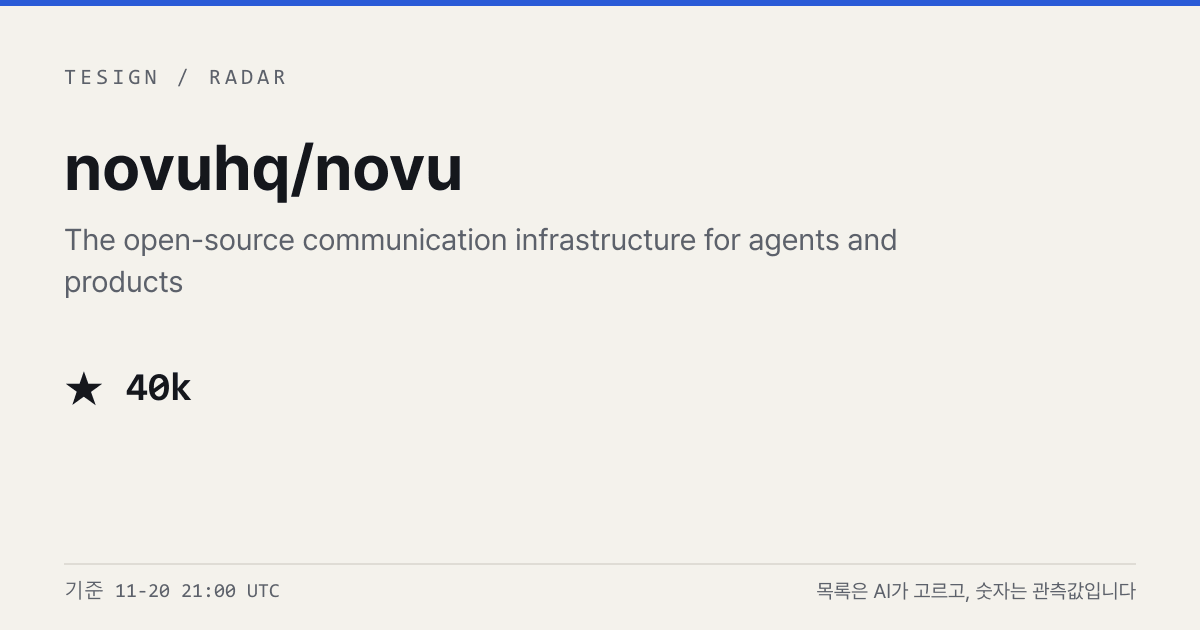 TESIGN / RADAR
novuhq/novu
The open-source communication infrastructure for agents and
products
★ 40k
기준 11-20 21:00 UTC
목록은 AI가 고르고, 숫자는 관측값입니다